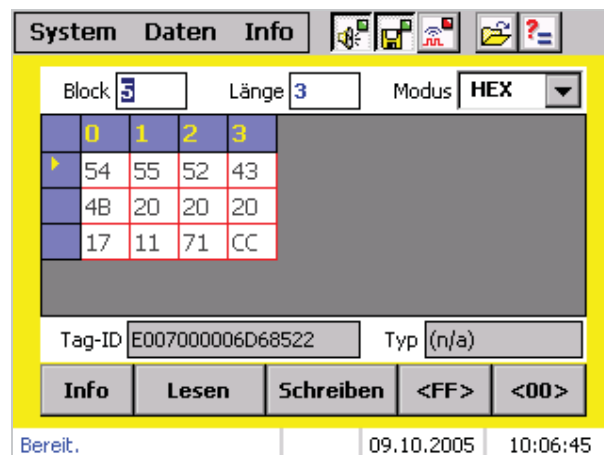 System Daten Info ?=
Block 5 Länge 3 Modus HEX
0 1 2 3
54 55 52 43
4B 20 20 20
17 11 71 CC
Tag-ID E007000006D68522 Typ (n/a)
Info Lesen Schreiben <FF> <00>
Bereit. 09.10.2005 10:06:45